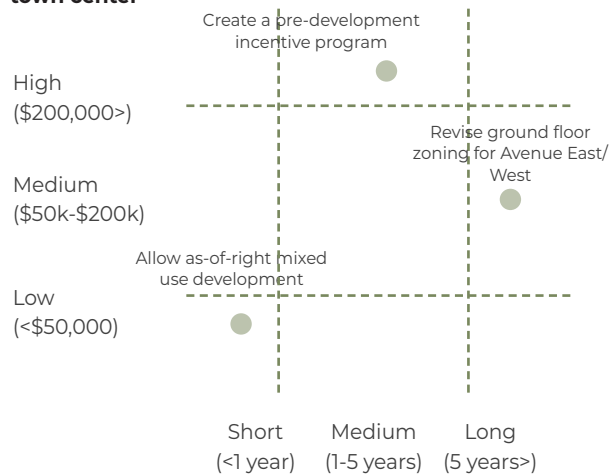 town center
Create a pre-development
incentive program
High
($200,000>)
Revise ground floor
zoning for Avenue East/
West
Medium
($50k-$200k)
Allow as-of-right mixed
use development
Low
(<$50,000)
Short
(<1 year)
Medium
(1-5 years)
Long
(5 years>)